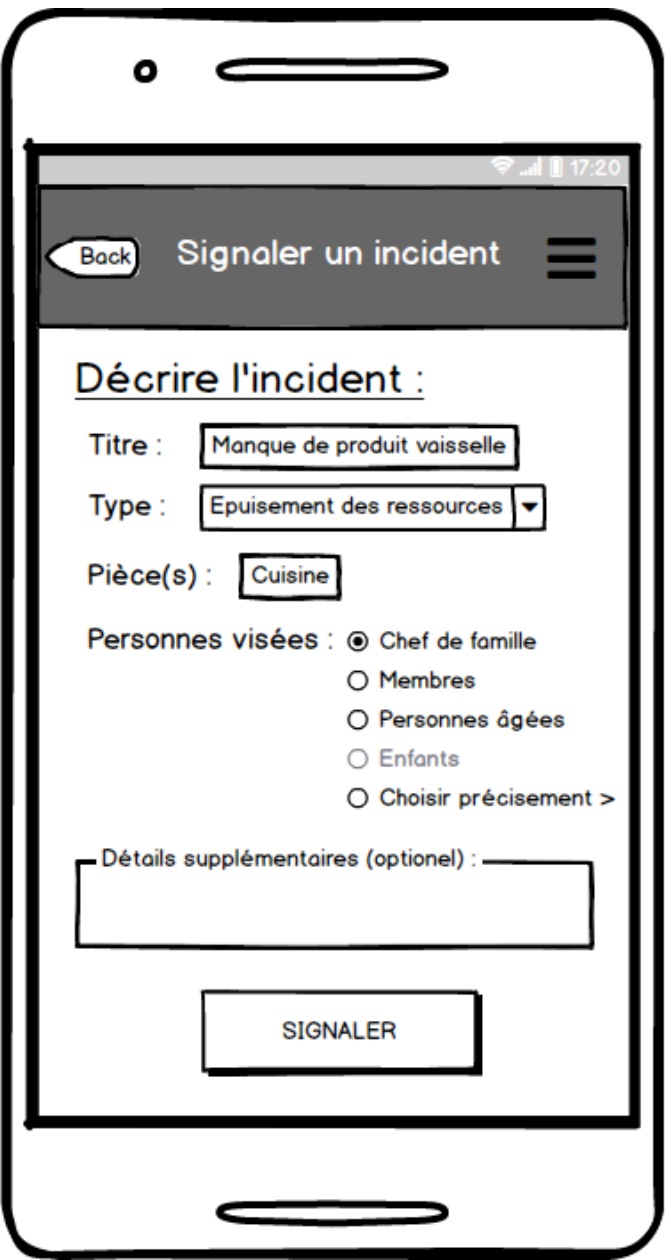 17:20
Back Signaler un incident
Décrire l'incident :
Titre : Manque de produit vaisselle
Type : Epuisement des ressources
Pièce(s) : Cuisine
Personnes visées : Chef de famille
Membres
Personnes âgées
Enfants
Choisir précisement >
Détails supplémentaires (optionel) :
SIGNALER